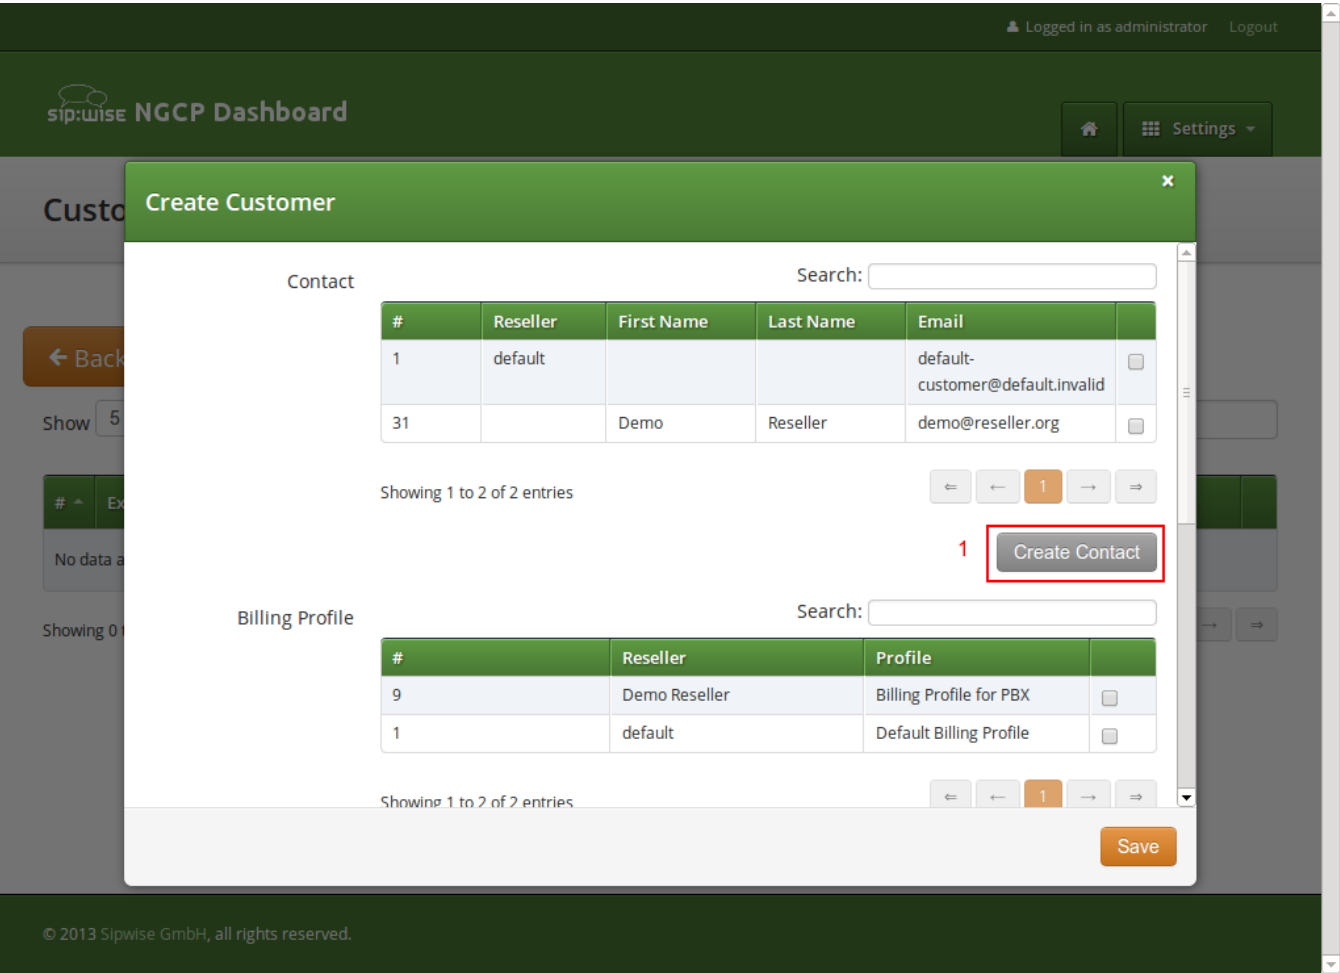 Logged in as administrator Logout
sip:wise NGCP Dashboard
Settings
Create Customer ×
Custo
Contact Search:
# Reseller First Name Last Name Email
1 default default-
customer@default.invalid
31 Demo Reseller demo@reseller.org
Back
Show 5
Showing 1 to 2 of 2 entries ⇐ ← 1 → ⇒
# Ex
1 Create Contact
No data a
Billing Profile Search:
Showing 0 t → ⇒
# Reseller Profile
9 Demo Reseller Billing Profile for PBX
1 default Default Billing Profile
Showing 1 to 2 of 2 entries ⇐ ← 1 → ⇒
Save
© 2013 Sipwise GmbH, all rights reserved.